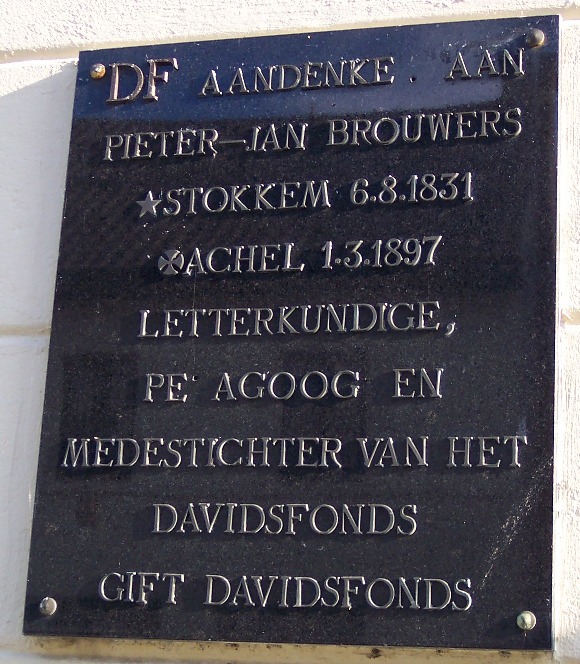 DF AANDENKE . AAN
PIETER-JAN BROUWERS
★STOKKEM 6.8.1831
✠ACHEL 1.3.1897
LETTERKUNDIGE,
PE AGOOG EN
MEDESTICHTER VAN HET
DAVIDSFONDS
GIFT DAVIDSFONDS